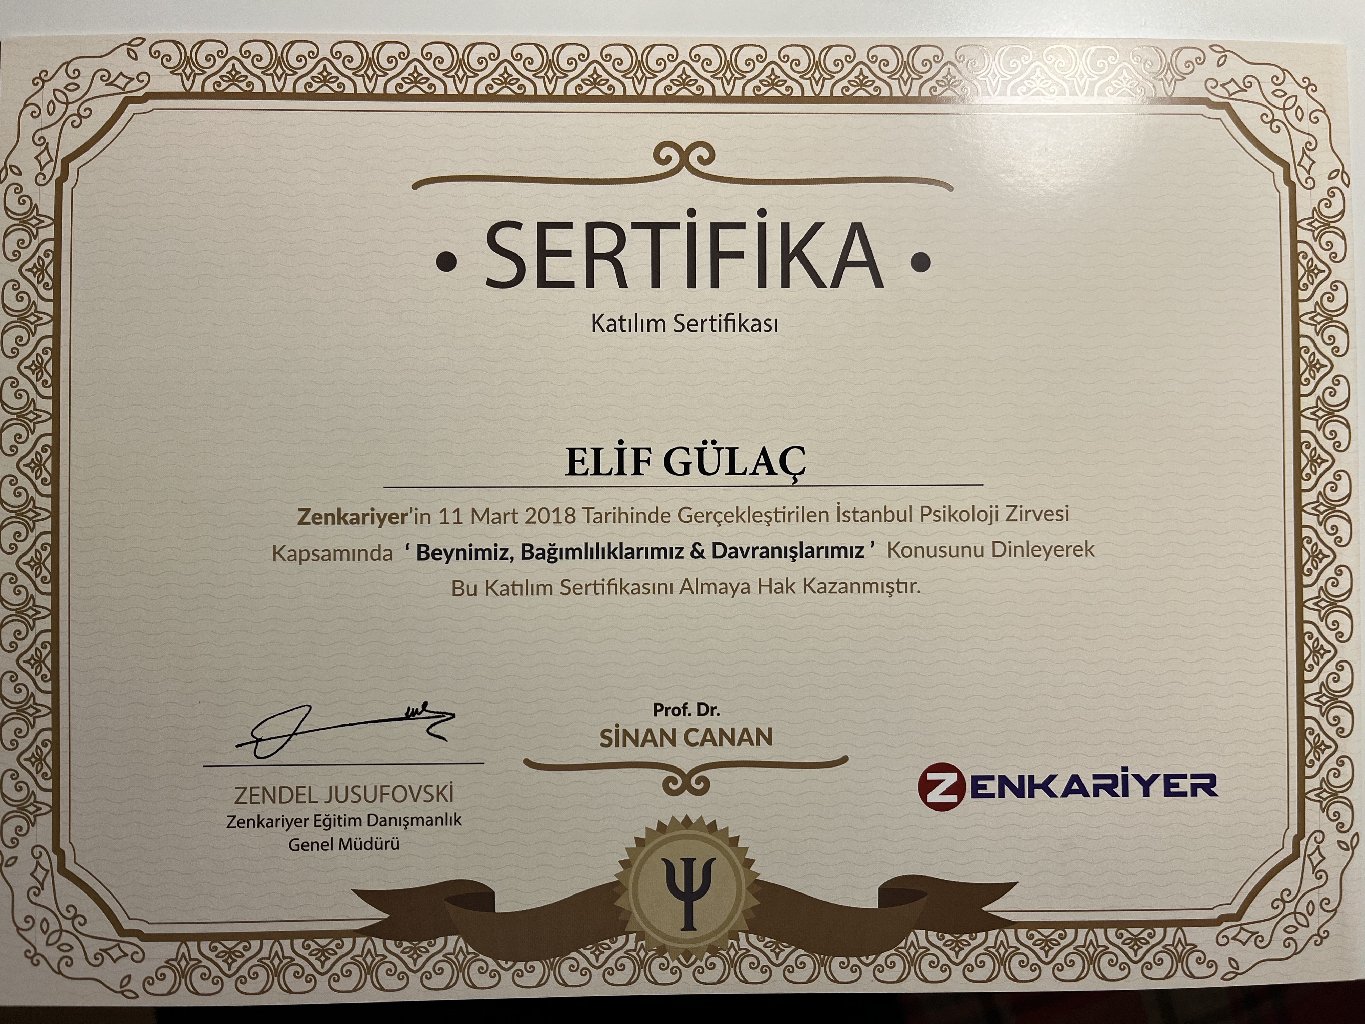 • SERTİFİKA •
Katılım Sertifikası
ELİF GÜLAÇ
Zenkariyer'in 11 Mart 2018 Tarihinde Gerçekleştirilen İstanbul Psikoloji Zirvesi
Kapsamında ‘ Beynimiz, Bağımlılıklarımız & Davranışlarımız ’ Konusunu Dinleyerek
Bu Katılım Sertifikasını Almaya Hak Kazanmıştır.
Prof. Dr.
SİNAN CANAN
ZENDEL JUSUFOVSKİ
Zenkariyer Eğitim Danışmanlık
Genel Müdürü
ZENKARİYER
Ψ